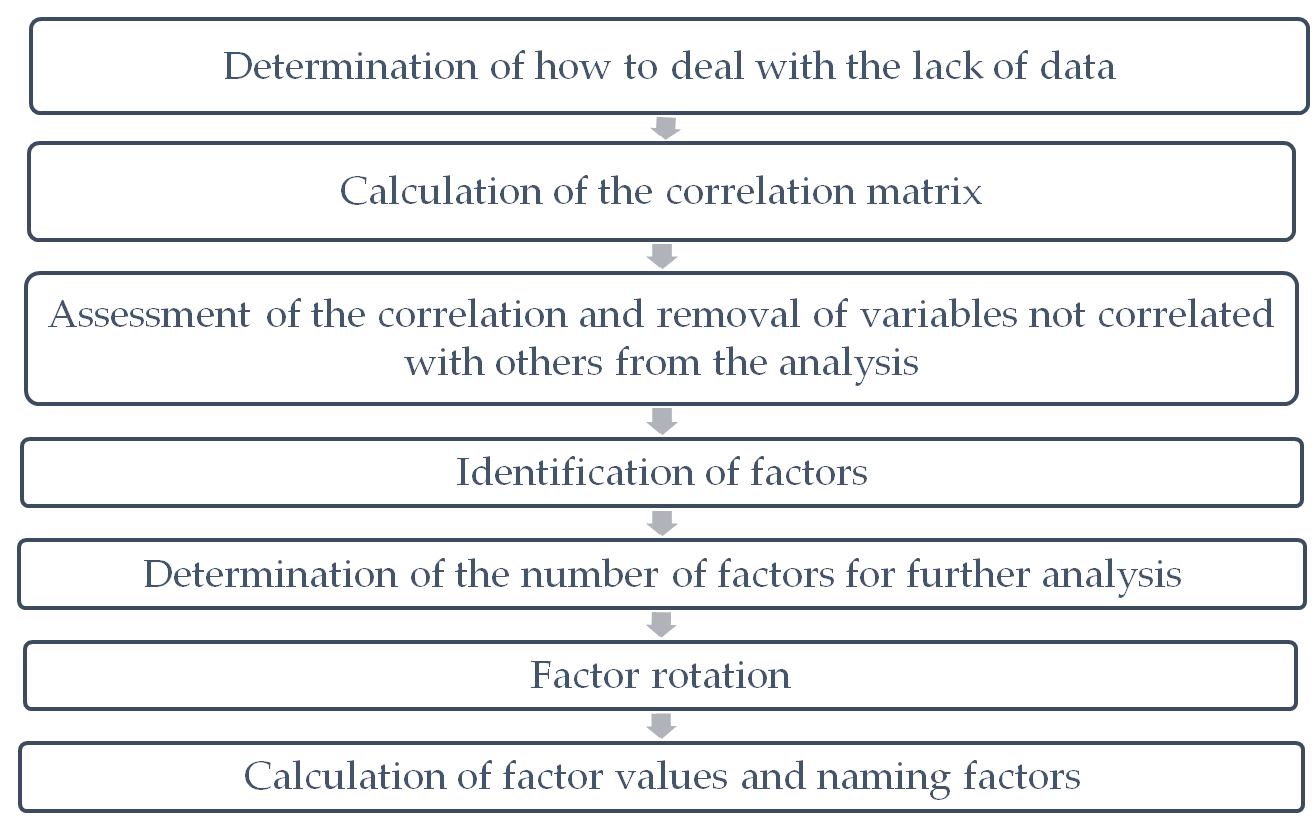 Determination of how to deal with the lack of data
Calculation of the correlation matrix
Assessment of the correlation and removal of variables not correlated
with others from the analysis
Identification of factors
Determination of the number of factors for further analysis
Factor rotation
Calculation of factor values and naming factors